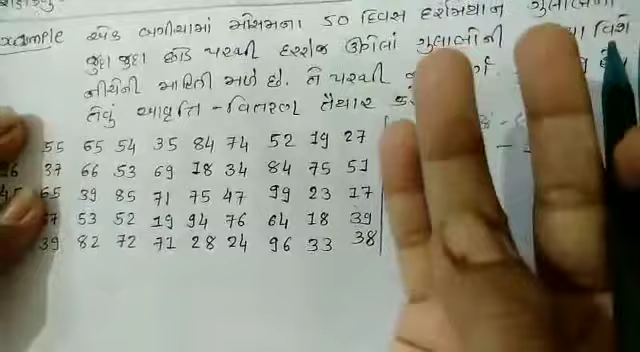 Example એક બગીચામાં મોસમના 50 દિવસ દરમિયાન ગુલાબના
જુદા જુદા છોડ પરથી દરરોજ ઊગેલાં ગુલાબોની
નીચેની માહિતી મળે છે. તે પરથી
તેવું આવૃત્તિ - વિતરણ તૈયાર
55 65 54 35 84 74 52 19 27
37 66 53 69 18 34 84 75 51
65 39 85 71 75 47 99 23 17
53 52 19 94 76 64 18 39
39 82 72 71 28 24 96 33 38